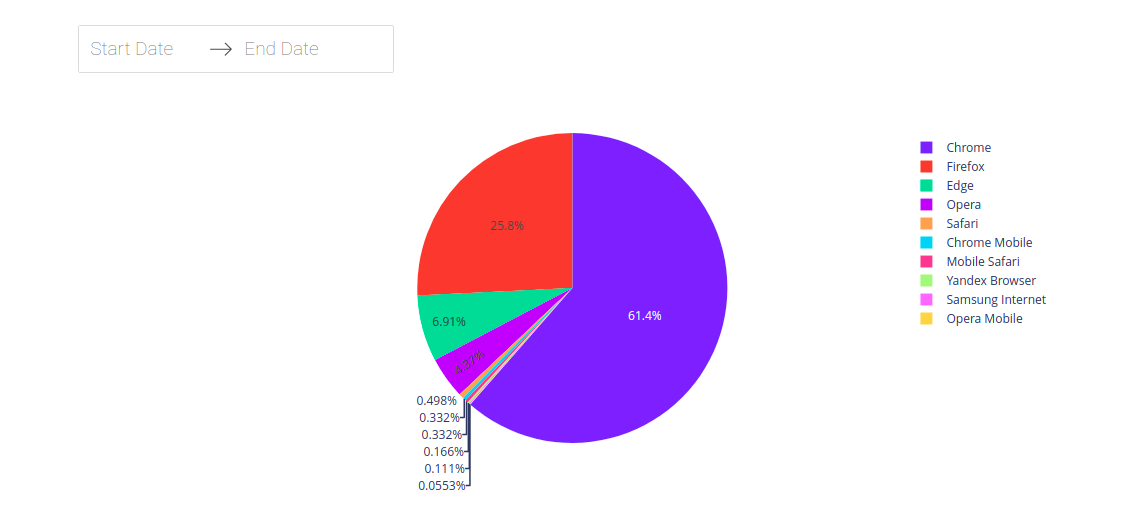 Start Date → End Date
Chrome
Firefox
Edge
Opera
Safari
Chrome Mobile
Mobile Safari
Yandex Browser
Samsung Internet
Opera Mobile
25.8%
61.4%
6.91%
4.37%
0.498%
0.332%
0.332%
0.166%
0.111%
0.0553%